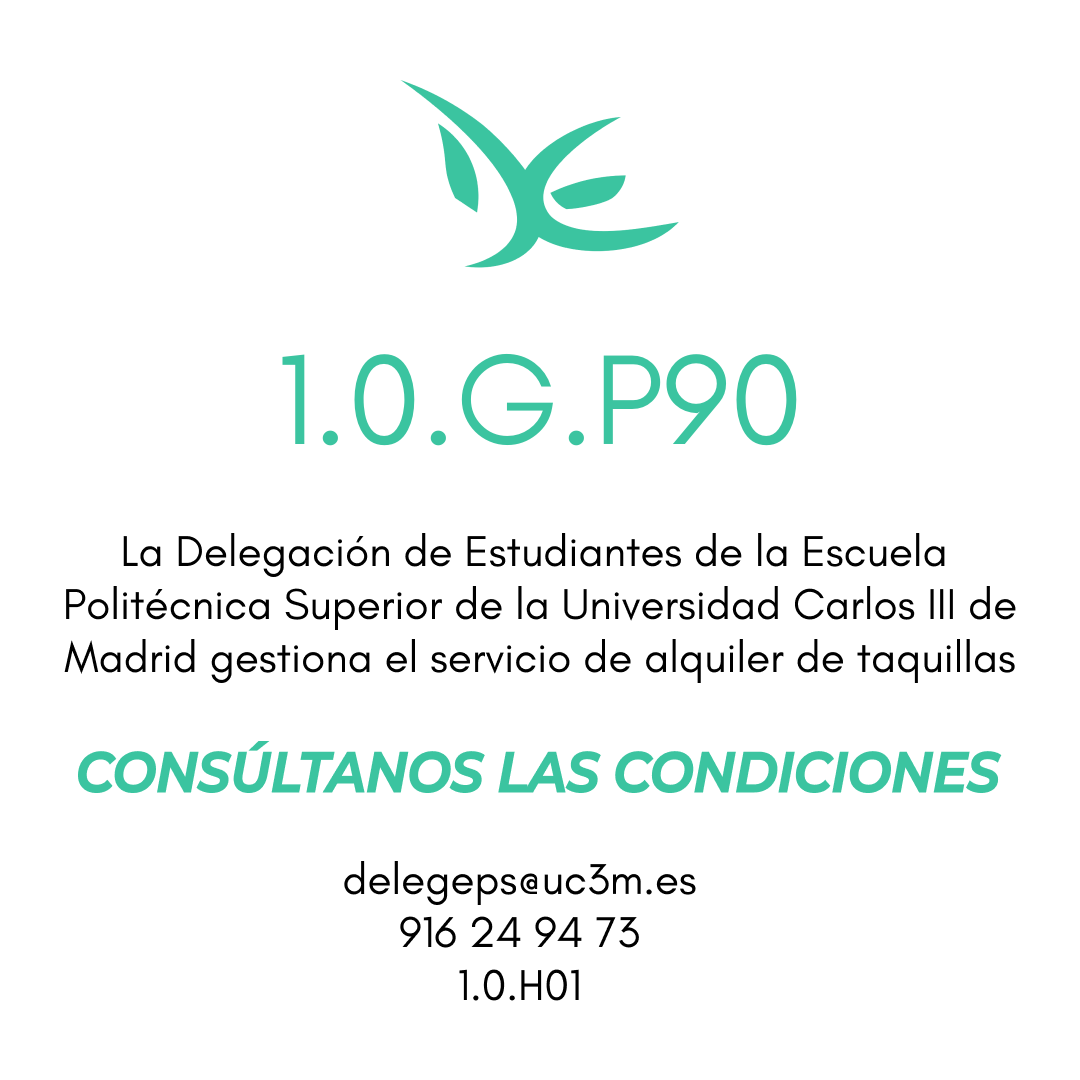 1.0.G.P90
La Delegación de Estudiantes de la Escuela
Politécnica Superior de la Universidad Carlos III de
Madrid gestiona el servicio de alquiler de taquillas
CONSÚLTANOS LAS CONDICIONES
delegeps@uc3m.es
916 24 94 73
1.0.H01